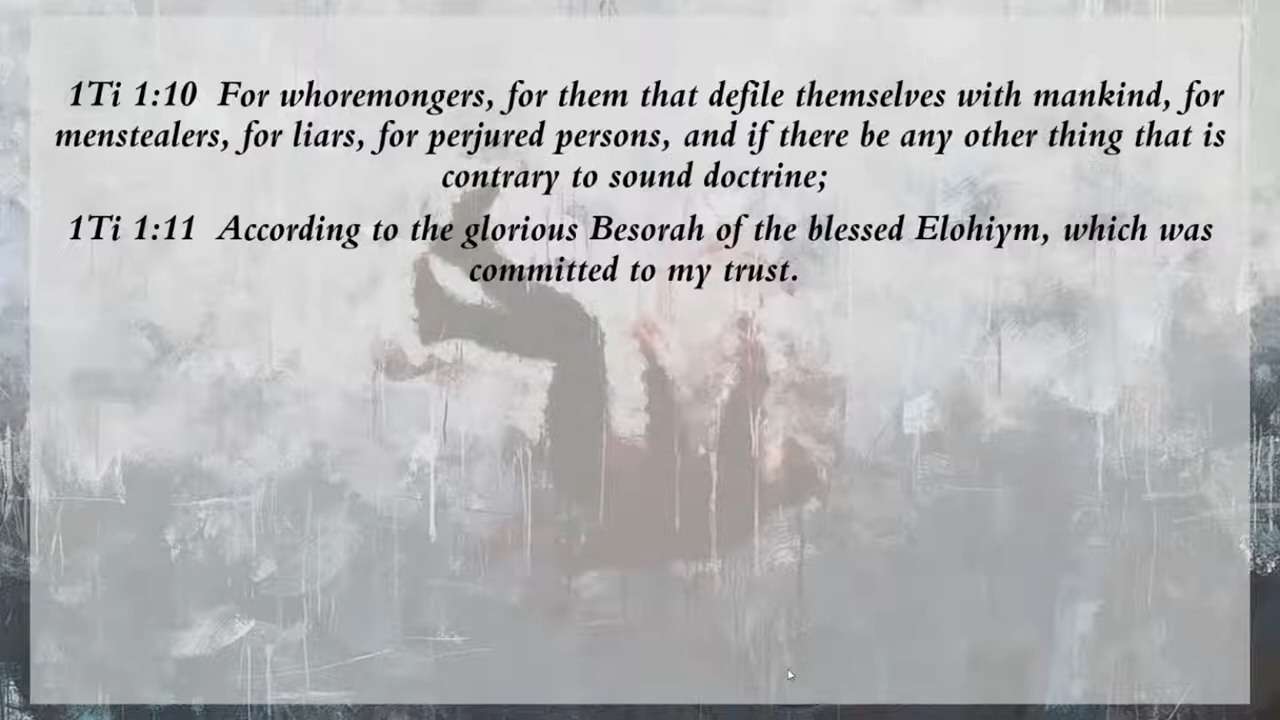 1Ti 1:10 For whoremongers, for them that defile themselves with mankind, for
menstealers, for liars, for perjured persons, and if there be any other thing that is
contrary to sound doctrine;
1Ti 1:11 According to the glorious Besorah of the blessed Elohiym, which was
committed to my trust.